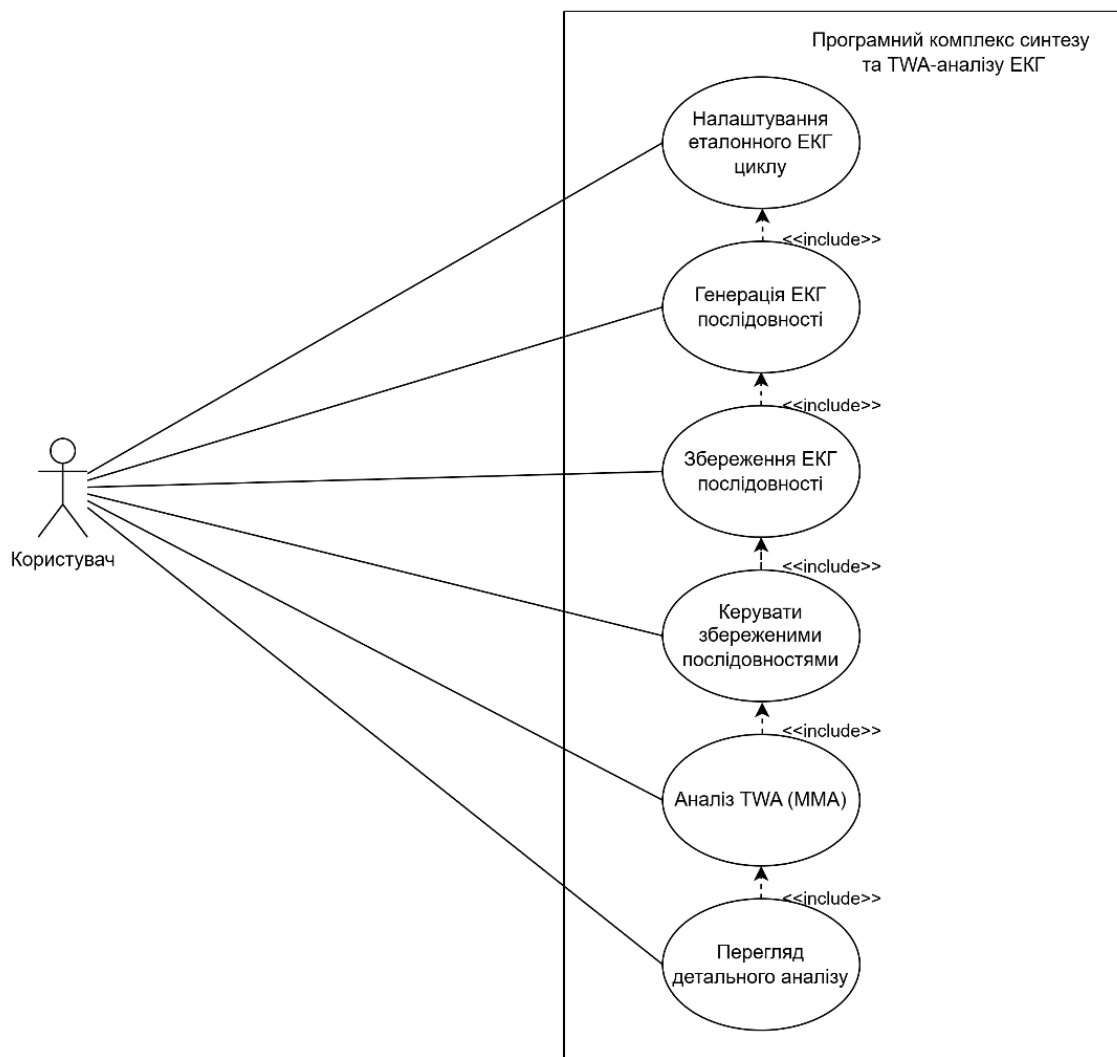 Програмний комплекс синтезу
та TWA-аналізу ЕКГ
Налаштування
еталонного ЕКГ
циклу
<<include>>
Генерація ЕКГ
послідовності
<<include>>
Збереження ЕКГ
послідовності
Користувач
<<include>>
Керувати
збереженими
послідовностями
<<include>>
Аналіз TWA (MMA)
<<include>>
Перегляд
детального аналізу